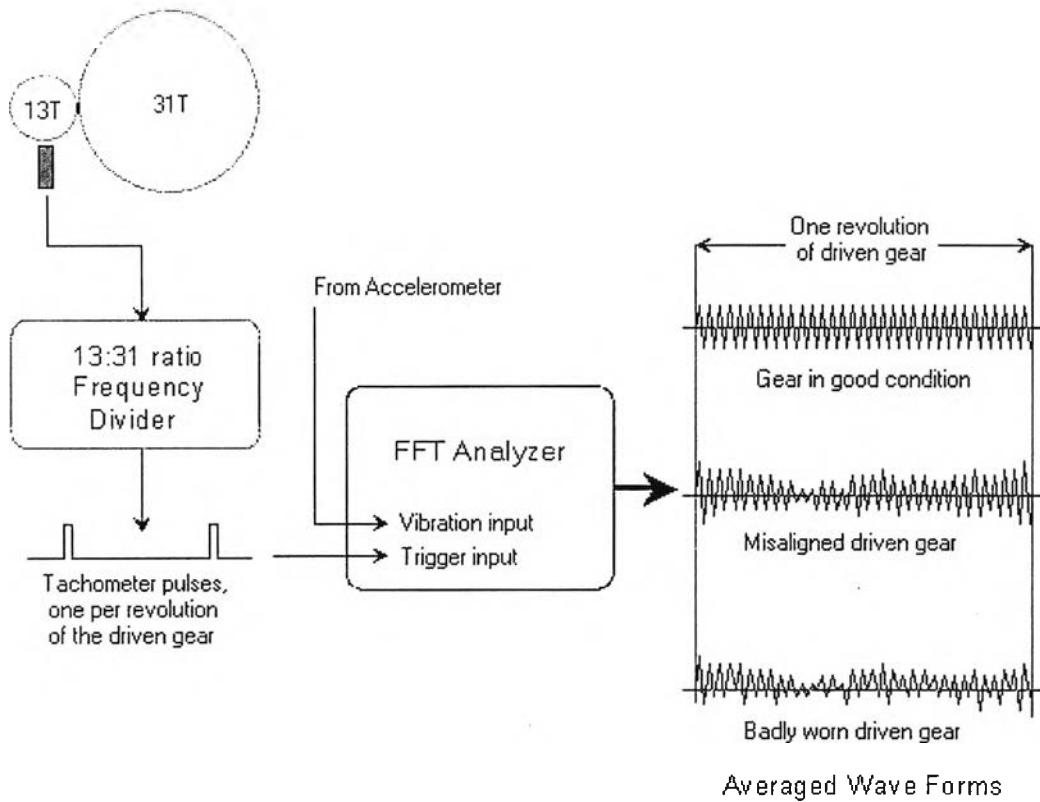 13T
31T
13:31 ratio
Frequency
Divider
Tachometer pulses,
one per revolution
of the driven gear
From Accelerometer
FFT Analyzer
Vibration input
Trigger input
One revolution
of driven gear
Gear in good condition
Misaligned driven gear
Badly worn driven gear
Averaged Wave Forms